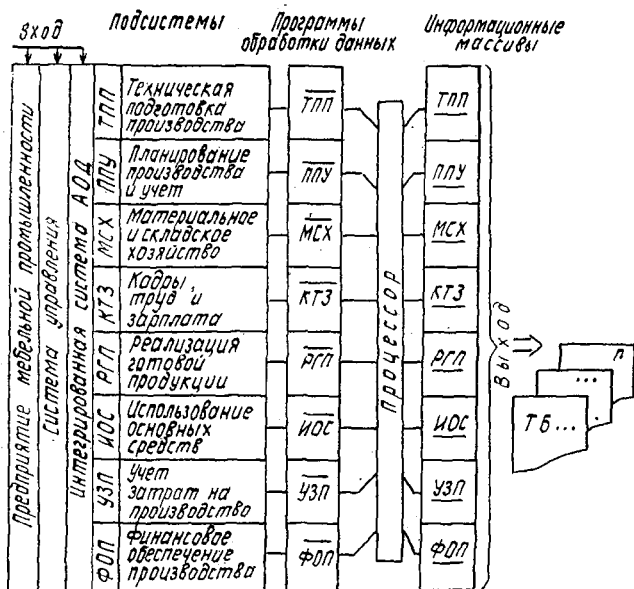 Вход
Подсистемы
Программы
обработки данных
Информационные
массивы
Предприятие мебельной промышленности
Система управления
Интегрированная система АОД
ТПП
Техническая
подготовка
производства
ТПП
ТПП
ППУ
Планирование
производства
и учет
ППУ
ППУ
МСХ
Материальное
и складское
хозяйство
МСХ
МСХ
КТЗ
Кадры,
труд и
зарплата
КТЗ
КТЗ
РГП
Реализация
готовой
продукции
РГП
РГП
ИОС
Использование
основных
средств
ИОС
ИОС
УЗП
Учет
затрат на
производство
УЗП
УЗП
ФОП
Финансовое
обеспечение
производства
ФОП
ФОП
Процессор
Выход
n
...
ТБ...